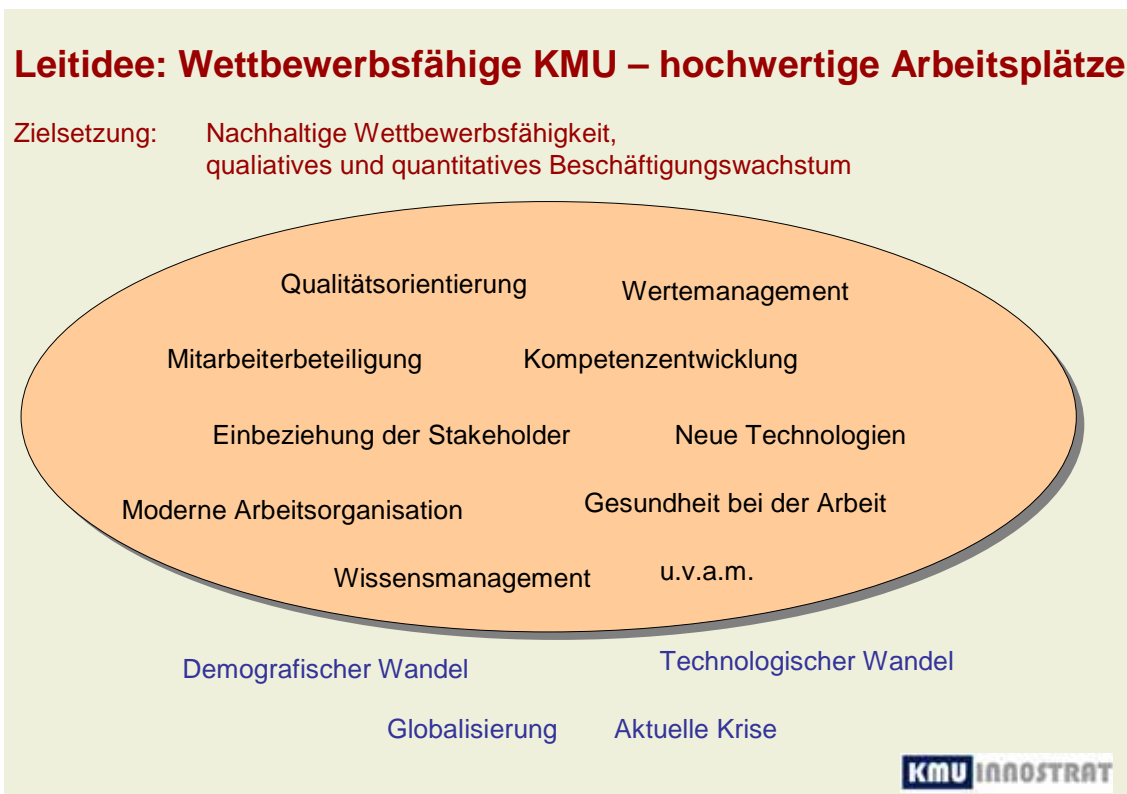 Leitidee: Wettbewerbsfähige KMU – hochwertige Arbeitsplätze
Zielsetzung: Nachhaltige Wettbewerbsfähigkeit,
qualiatives und quantitatives Beschäftigungswachstum
Qualitätsorientierung Wertemanagement
Mitarbeiterbeteiligung Kompetenzentwicklung
Einbeziehung der Stakeholder Neue Technologien
Moderne Arbeitsorganisation Gesundheit bei der Arbeit
Wissensmanagement u.v.a.m.
Demografischer Wandel Technologischer Wandel
Globalisierung Aktuelle Krise
KMU INNOSTRAT